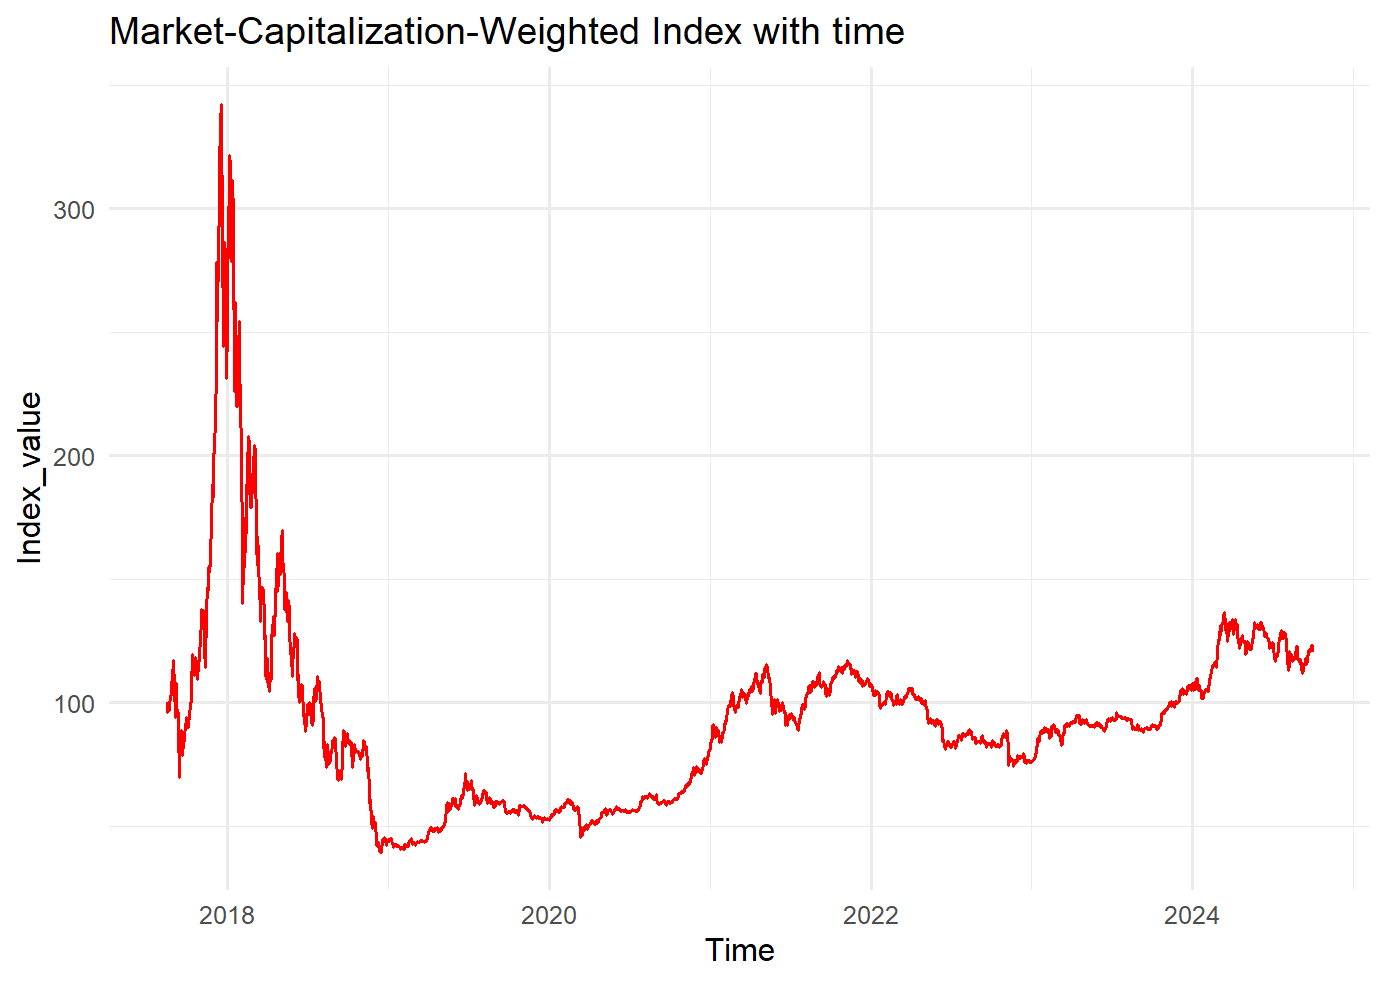 Market-Capitalization-Weighted Index with time
Index_value
300
200
100
2018 2020 2022 2024
Time